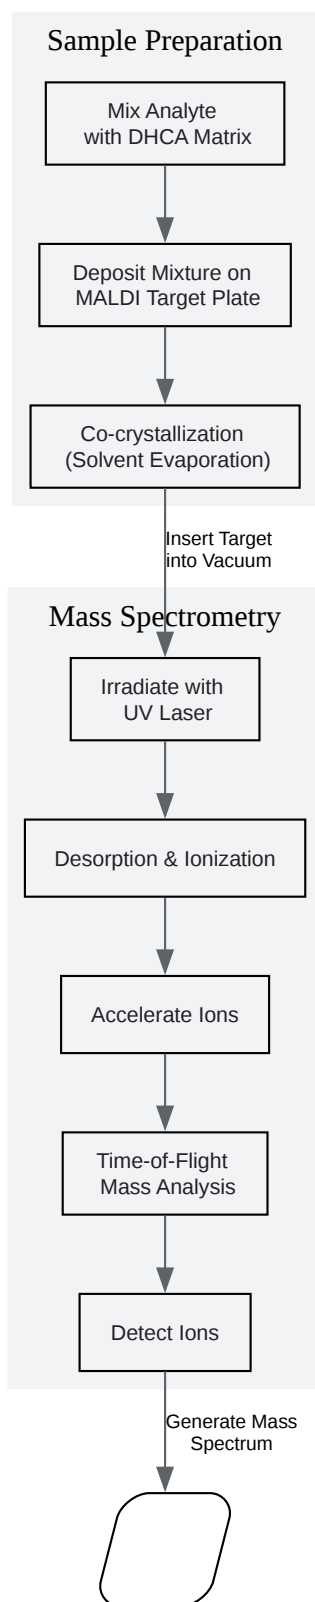 Sample Preparation
Mix Analyte
with DHCA Matrix
Deposit Mixture on
MALDI Target Plate
Co-crystallization
(Solvent Evaporation)
Insert Target
into Vacuum
Mass Spectrometry
Irradiate with
UV Laser
Desorption & Ionization
Accelerate Ions
Time-of-Flight
Mass Analysis
Detect Ions
Generate Mass
Spectrum